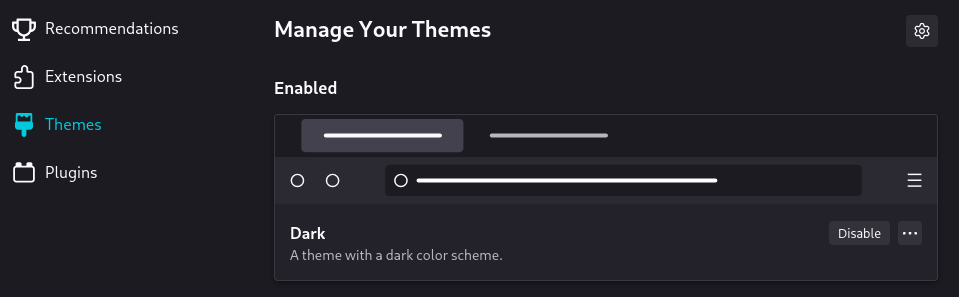 Recommendations
Extensions
Themes
Plugins
Manage Your Themes
Enabled
Dark
A theme with a dark color scheme.
Disable